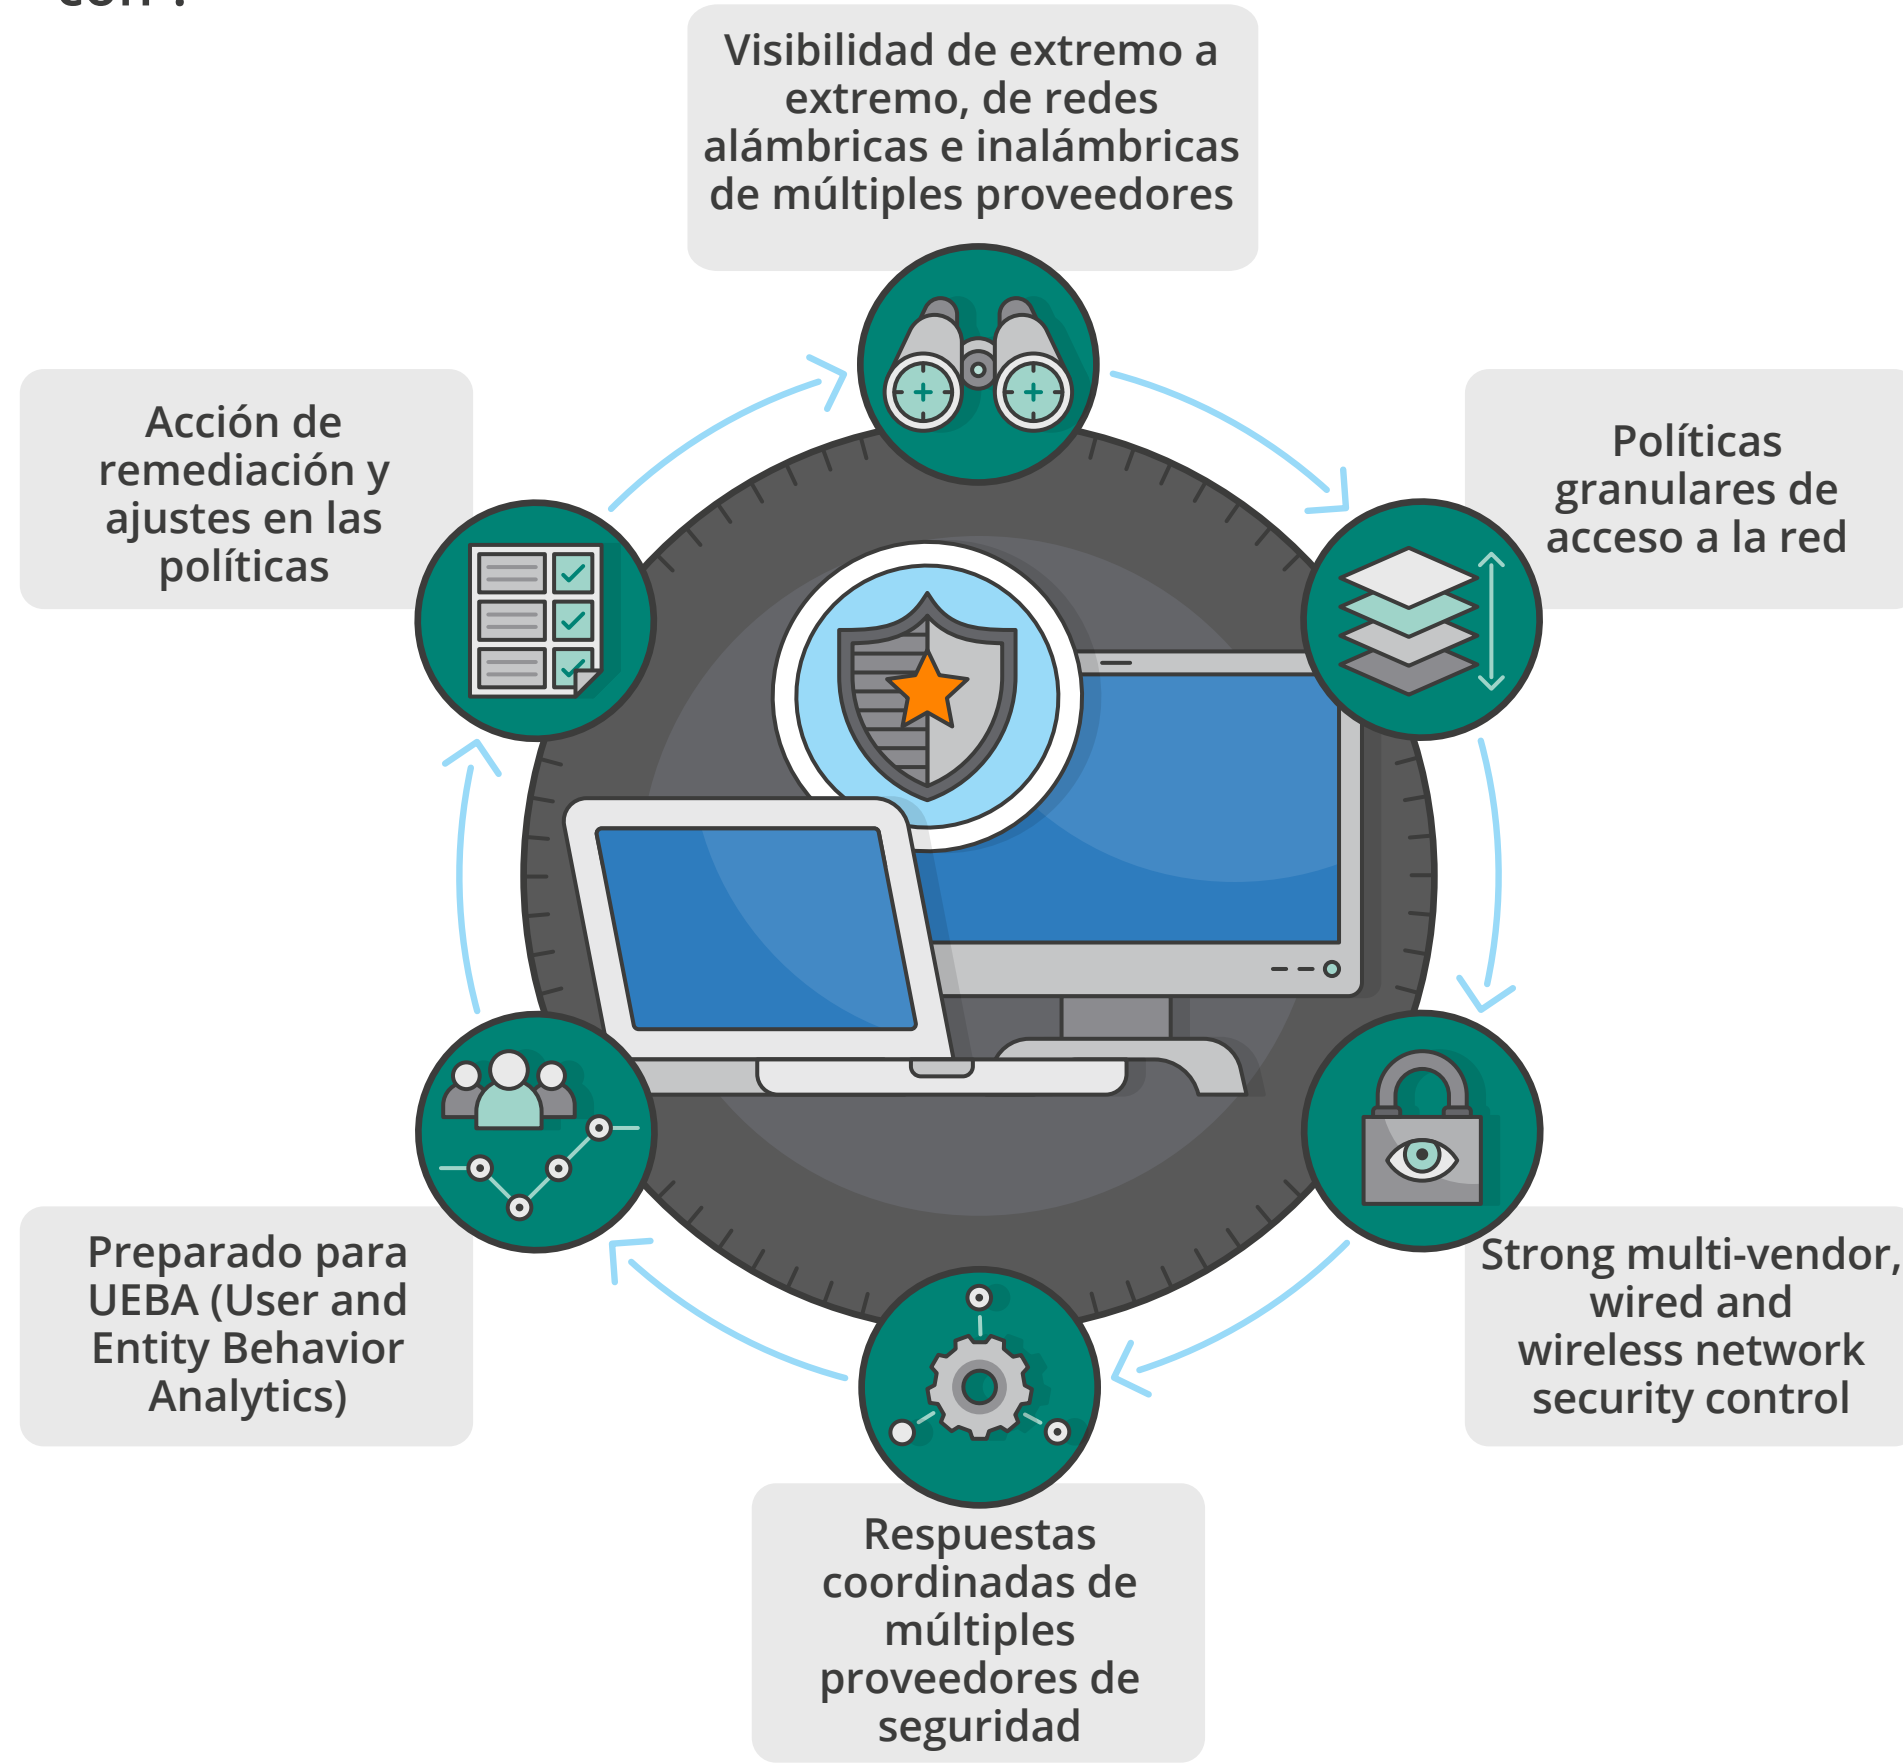 Visibilidad de extremo a
extremo, de redes
alámbricas e inalámbricas
de múltiples proveedores
Políticas
granulares de
acceso a la red
Strong multi-vendor,
wired and
wireless network
security control
Respuestas
coordinadas de
múltiples
proveedores de
seguridad
Preparado para
UEBA (User and
Entity Behavior
Analytics)
Acción de
remediación y
ajustes en las
políticas